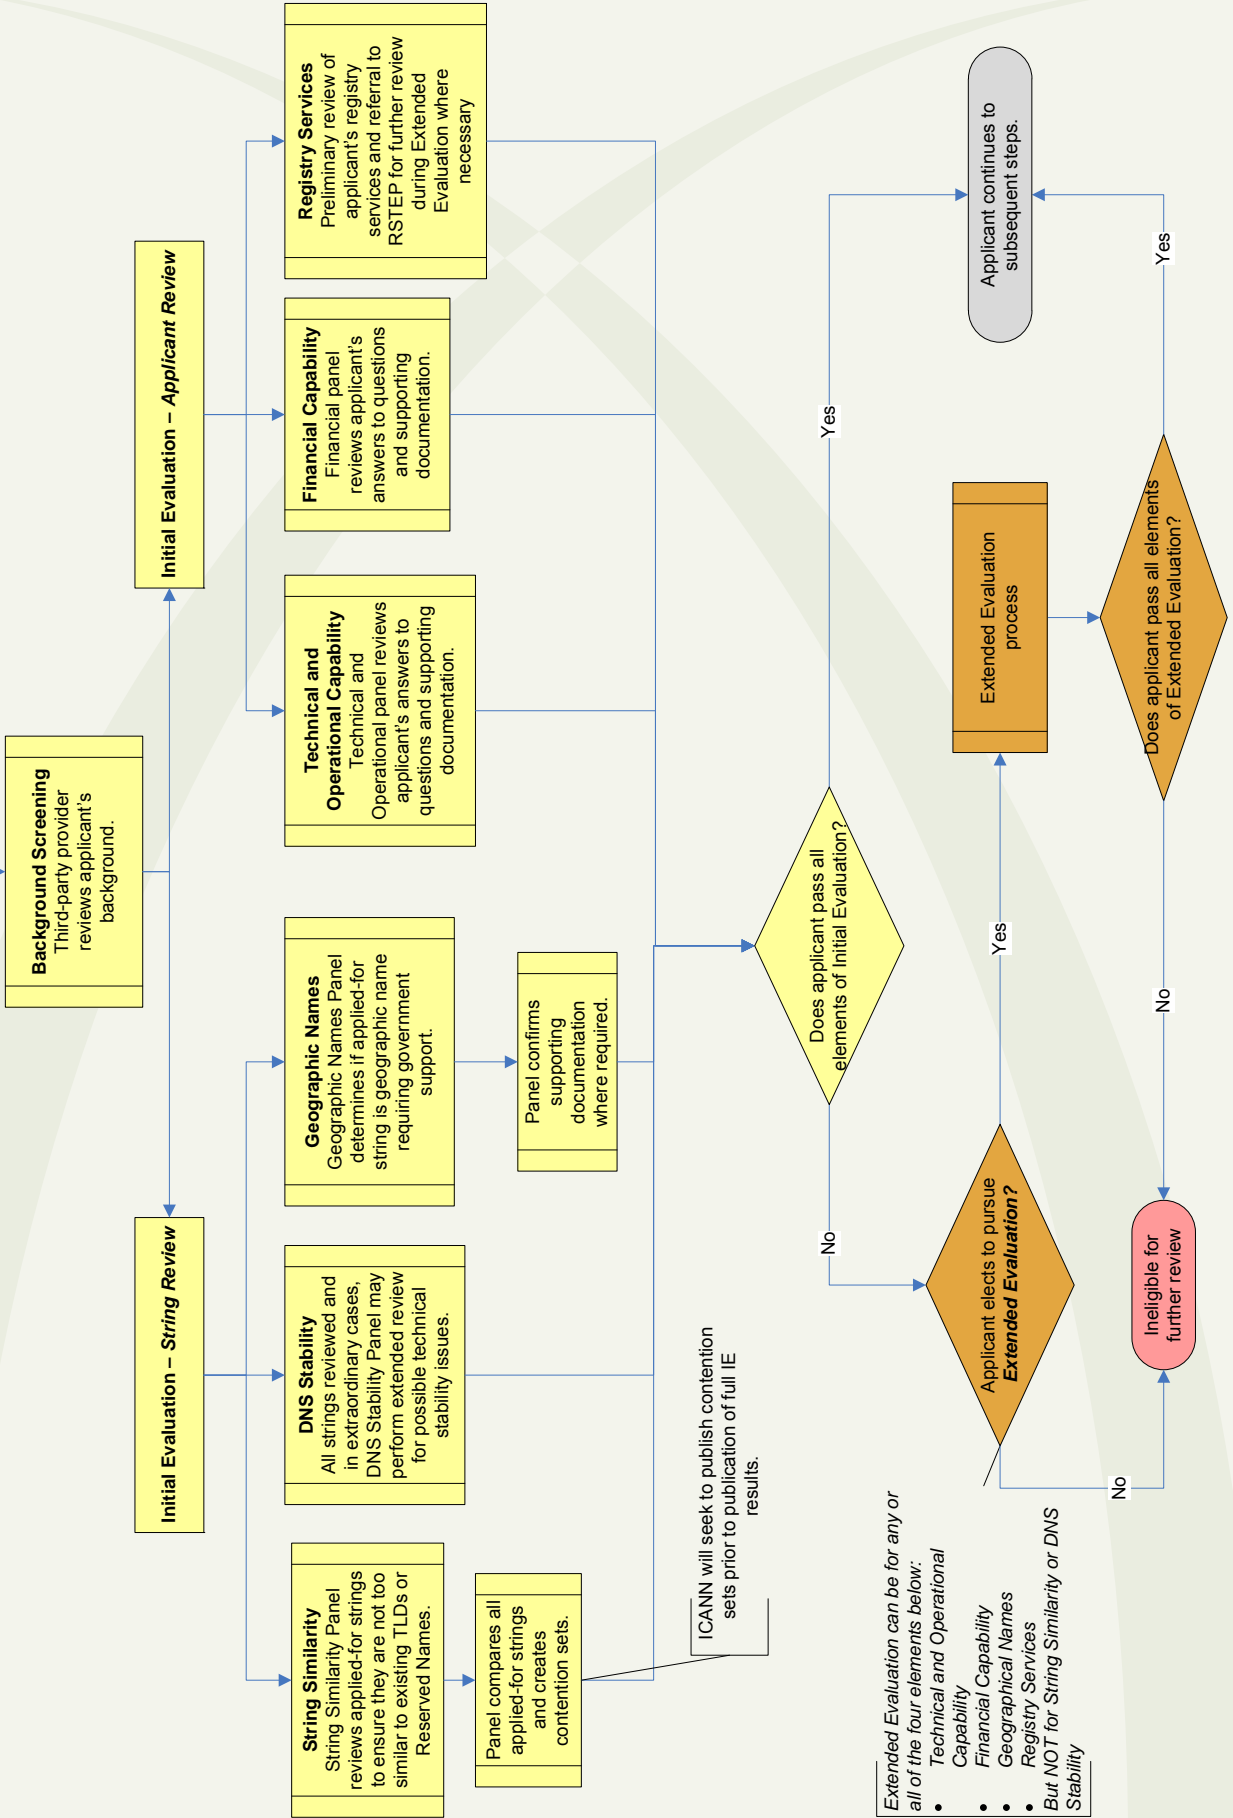 Background Screening
Third-party provider
reviews applicant's
background.
Initial Evaluation – String Review
Initial Evaluation – Applicant Review
String Similarity
String Similarity Panel
reviews applied-for strings
to ensure they are not too
similar to existing TLDs or
Reserved Names.
DNS Stability
All strings reviewed and
in extraordinary cases,
DNS Stability Panel may
perform extended review
for possible technical
stability issues.
Geographic Names
Geographic Names Panel
determines if applied-for
string is geographic name
requiring government
support.
Technical and
Operational Capability
Technical and
Operational panel reviews
applicant's answers to
questions and supporting
documentation.
Financial Capability
Financial panel
reviews applicant's
answers to questions
and supporting
documentation.
Registry Services
Preliminary review of
applicant's registry
services and referral to
RSTEP for further review
during Extended
Evaluation where
necessary
Panel compares all
applied-for strings
and creates
contention sets.
Panel confirms
supporting
documentation
where required.
ICANN will seek to publish contention
sets prior to publication of full IE
results.
Does applicant pass all
elements of Initial Evaluation?
No
Yes
Extended Evaluation can be for any or
all of the four elements below:
• Technical and Operational
Capability
• Financial Capability
• Geographical Names
• Registry Services
But NOT for String Similarity or DNS
Stability
Applicant elects to pursue
Extended Evaluation?
Yes
Extended Evaluation
process
Applicant continues to
subsequent steps.
No
Ineligible for
further review
No
Does applicant pass all elements
of Extended Evaluation?
Yes